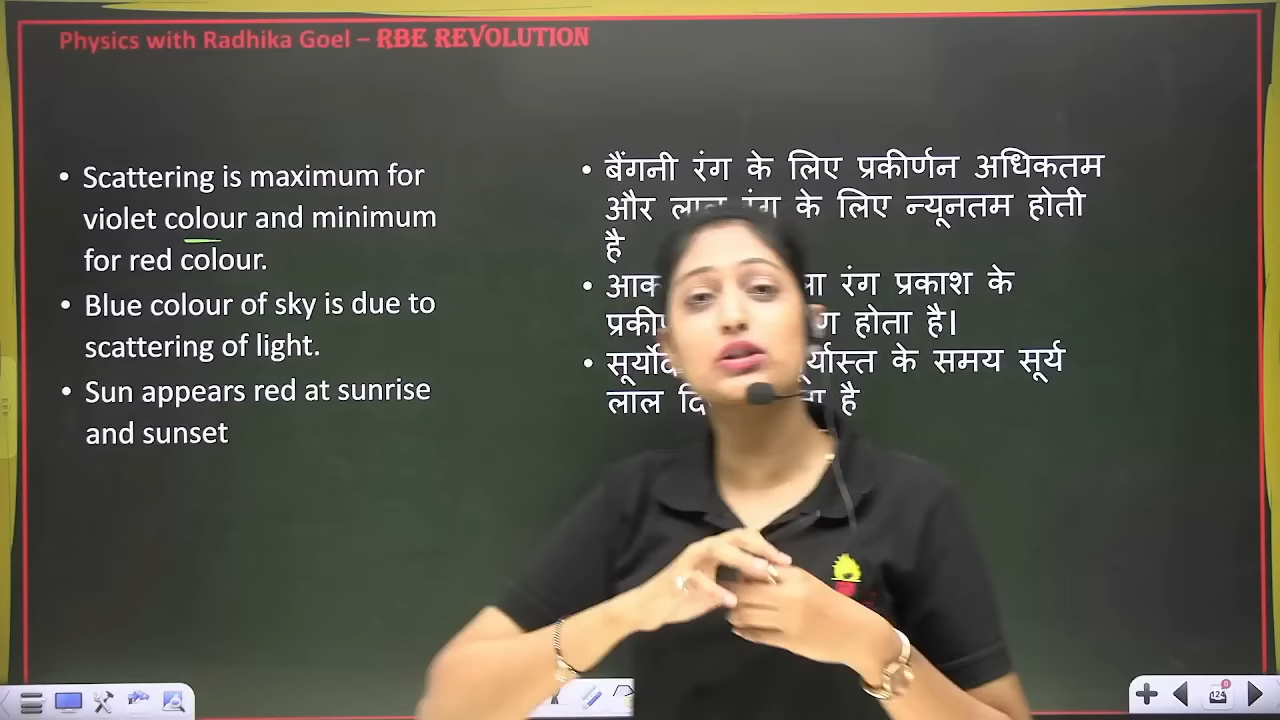 Physics with Radhika Goel – RBE REVOLUTION
• Scattering is maximum for
violet colour and minimum
for red colour.
• Blue colour of sky is due to
scattering of light.
• Sun appears red at sunrise
and sunset
• बैंगनी रंग के लिए प्रकीर्णन अधिकतम
और लाल रंग के लिए न्यूनतम होती
है
• रंग प्रकाश के
होता है।
• के समय सूर्य
लाल है
124